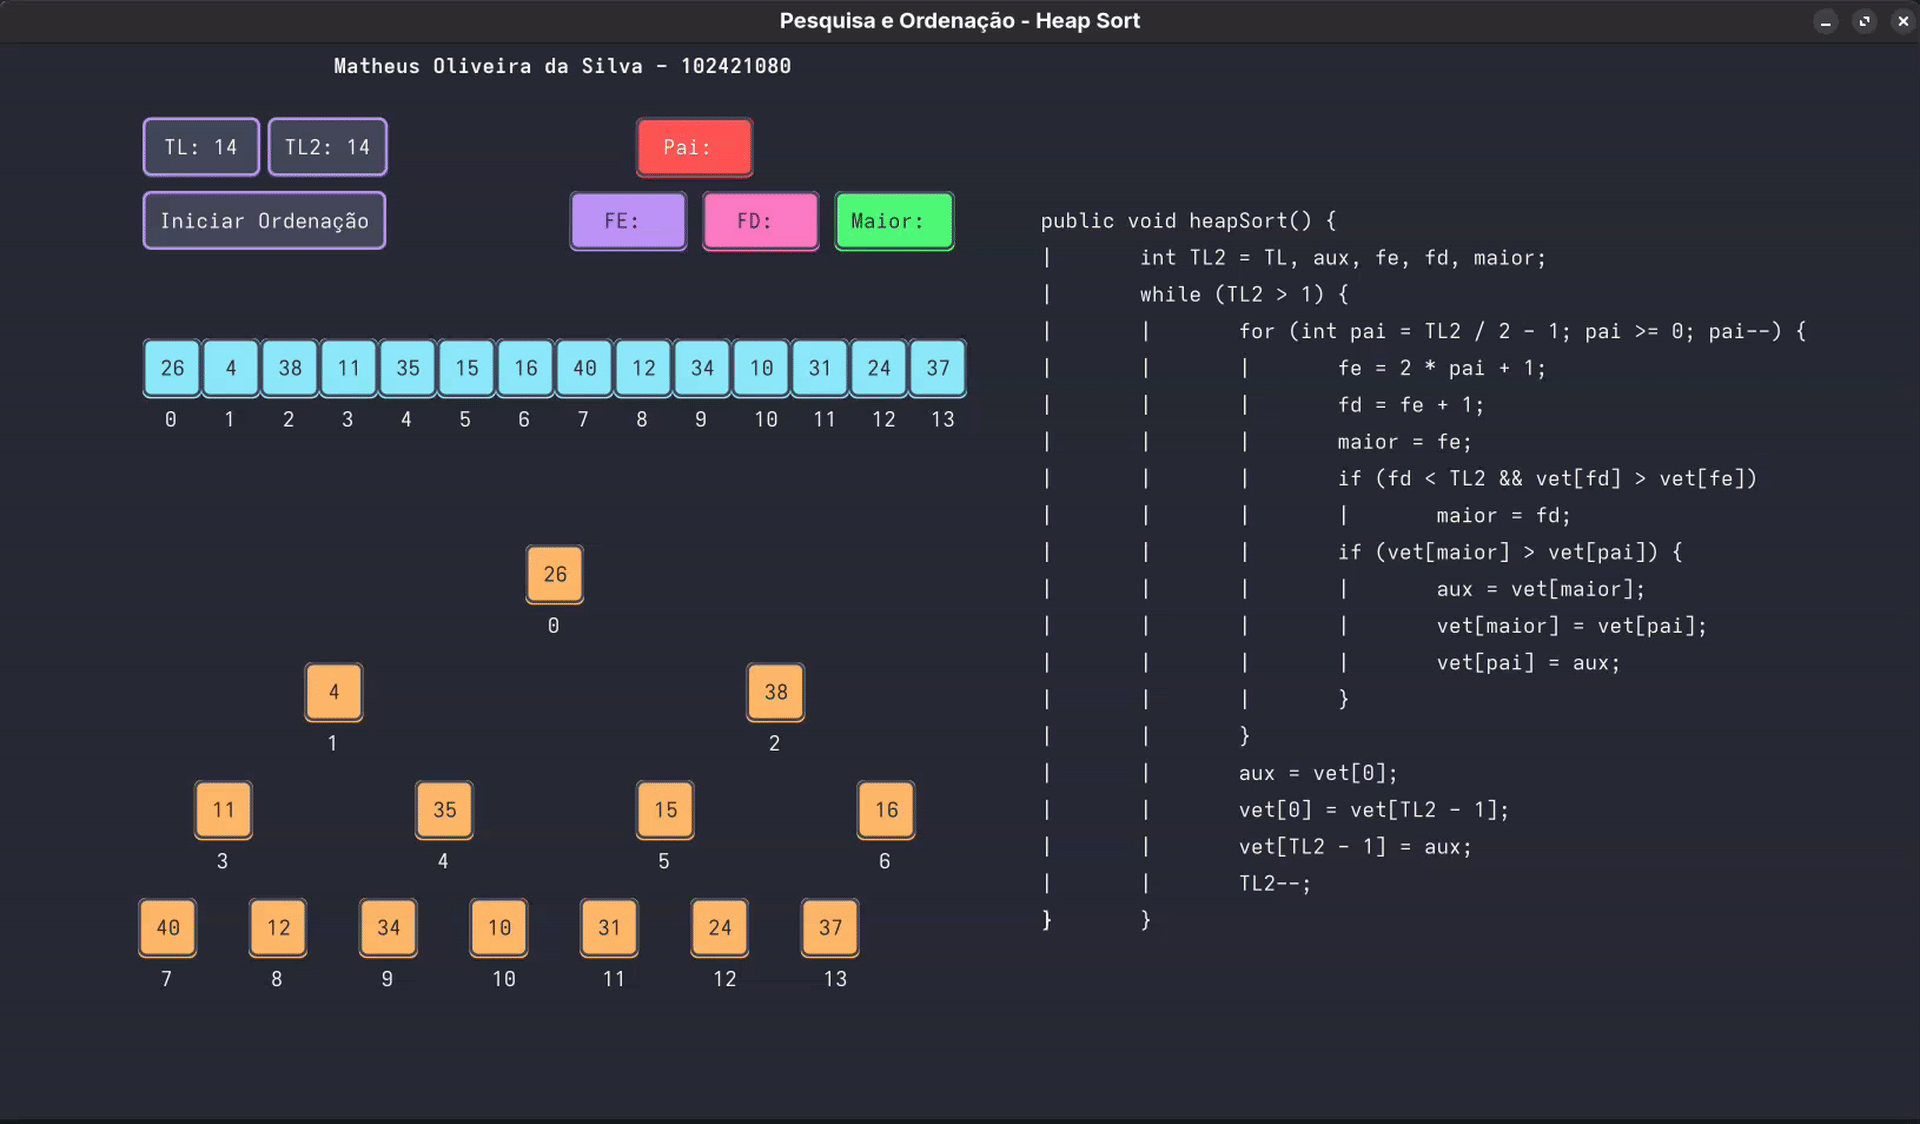 Pesquisa e Ordenação - Heap Sort
Matheus Oliveira da Silva - 102421080
TL: 14 TL2: 14
Pai:
Iniciar Ordenação
FE: FD: Maior:
26 4 38 11 35 15 16 40 12 34 10 31 24 37
0 1 2 3 4 5 6 7 8 9 10 11 12 13
26
0
4 38
1 2
11 35 15 16
3 4 5 6
40 12 34 10 31 24 37
7 8 9 10 11 12 13
public void heapSort() {
| int TL2 = TL, aux, fe, fd, maior;
| while (TL2 > 1) {
| | for (int pai = TL2 / 2 - 1; pai >= 0; pai--) {
| | | fe = 2 * pai + 1;
| | | fd = fe + 1;
| | | maior = fe;
| | | if (fd < TL2 && vet[fd] > vet[fe])
| | | | maior = fd;
| | | if (vet[maior] > vet[pai]) {
| | | | aux = vet[maior];
| | | | vet[maior] = vet[pai];
| | | | vet[pai] = aux;
| | | }
| | }
| | aux = vet[0];
| | vet[0] = vet[TL2 - 1];
| | vet[TL2 - 1] = aux;
| | TL2--;
} }